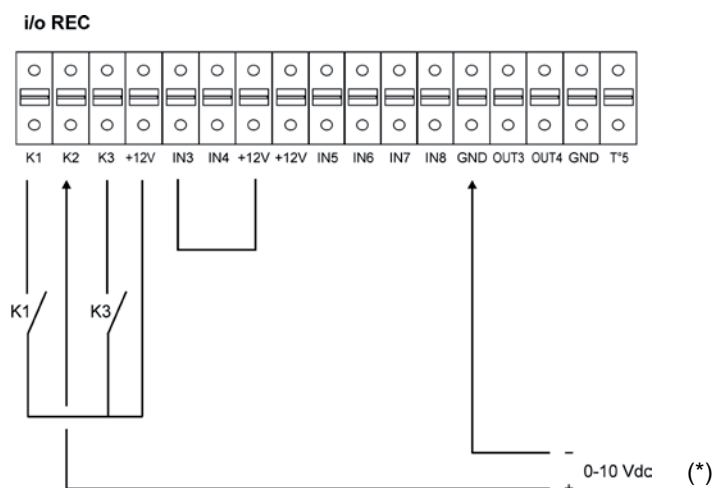 i/o REC
K1 K2 K3 +12V IN3 IN4 +12V +12V IN5 IN6 IN7 IN8 GND OUT3 OUT4 GND T°5
K1 K3
−
0-10 Vdc (*)
+